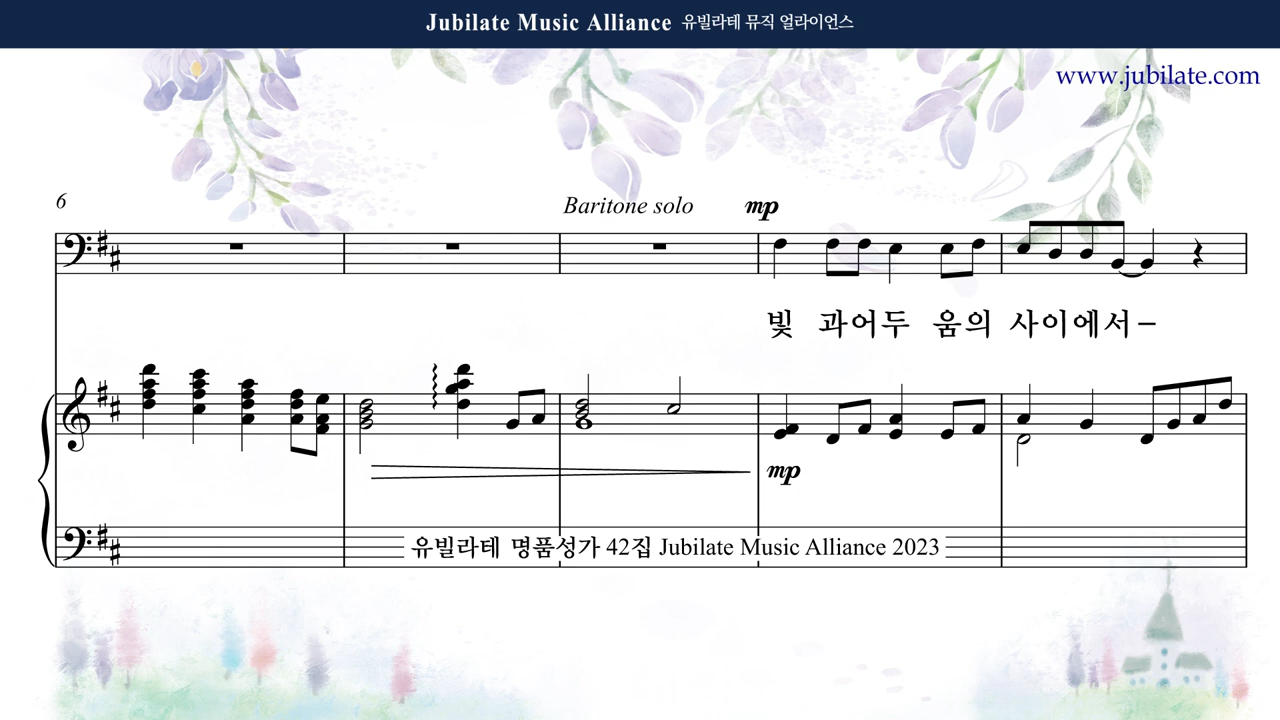 Jubilate Music Alliance 유빌라테 뮤직 얼라이언스
www.jubilate.com
6
Baritone solo mp
빛 과어두 움의 사이에서–
mp
유빌라테 명품성가 42집 Jubilate Music Alliance 2023